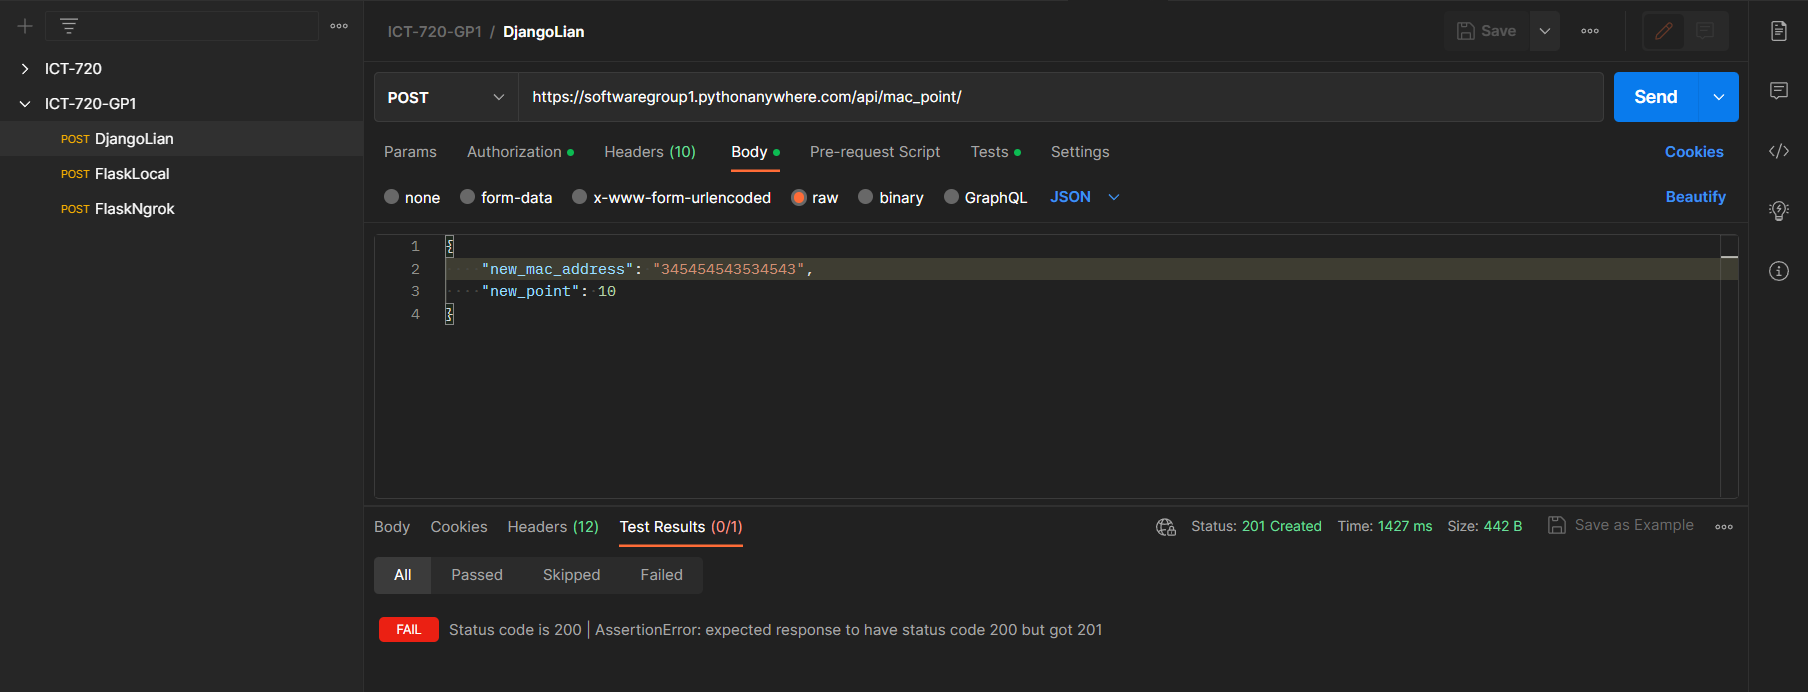 ICT-720
ICT-720-GP1
POST DjangoLian
POST FlaskLocal
POST FlaskNgrok
ICT-720-GP1 / DjangoLian
Save
POST https://softwaregroup1.pythonanywhere.com/api/mac_point/ Send
Params Authorization Headers (10) Body Pre-request Script Tests Settings Cookies
none form-data x-www-form-urlencoded raw binary GraphQL JSON Beautify
1 {
2 "new_mac_address": "345454543534543",
3 "new_point": 10
4 }
Body Cookies Headers (12) Test Results (0/1) Status: 201 Created Time: 1427 ms Size: 442 B Save as Example
All Passed Skipped Failed
FAIL Status code is 200 | AssertionError: expected response to have status code 200 but got 201